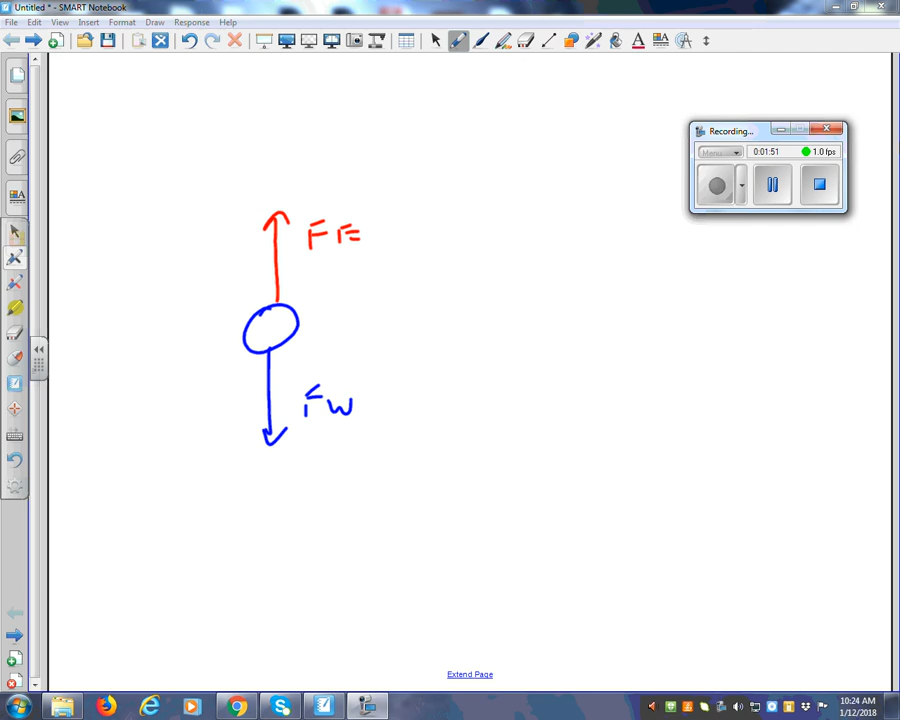 Untitled * - SMART Notebook
File Edit View Insert Format Draw Response Help
Recording...
Menu 0:01:51 1.0 fps
F FE
Fw
Extend Page
10:24 AM
1/12/2018